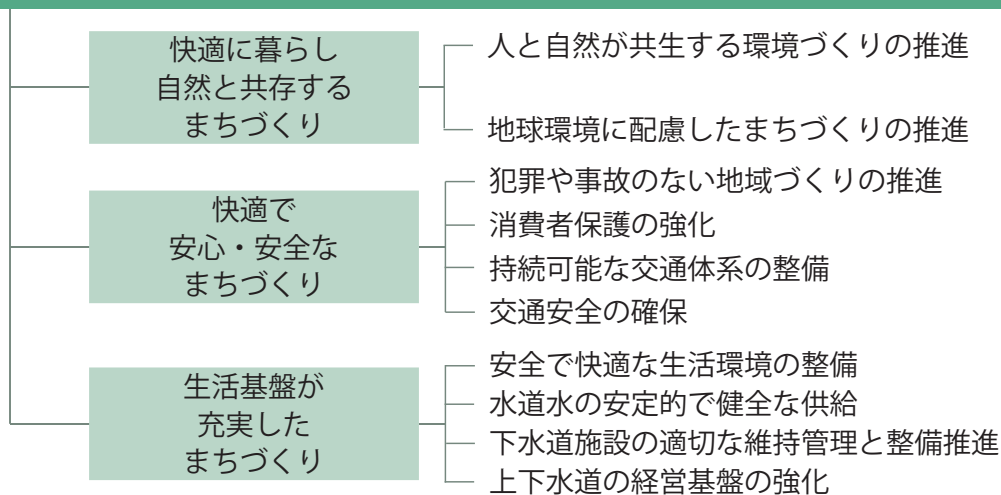 快適に暮らし
自然と共存する
まちづくり
人と自然が共生する環境づくりの推進
地球環境に配慮したまちづくりの推進
快適で
安心・安全な
まちづくり
犯罪や事故のない地域づくりの推進
消費者保護の強化
持続可能な交通体系の整備
交通安全の確保
生活基盤が
充実した
まちづくり
安全で快適な生活環境の整備
水道水の安定的で健全な供給
下水道施設の適切な維持管理と整備推進
上下水道の経営基盤の強化